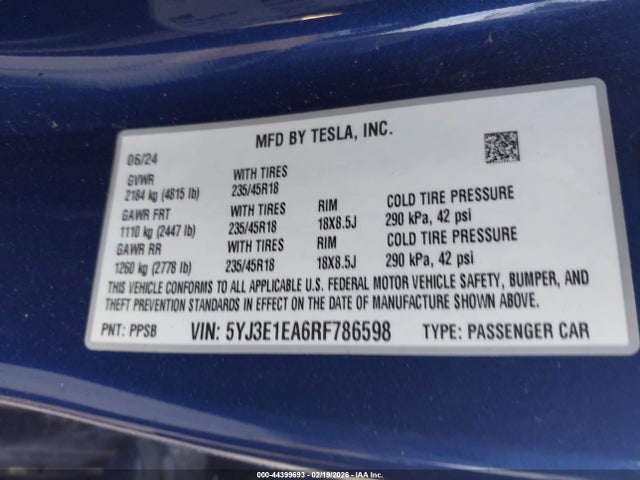 MFD BY TESLA, INC.
06/24
GVWR WITH TIRES
2184 kg (4815 lb) 235/45R18
GAWR FRT WITH TIRES RIM COLD TIRE PRESSURE
1110 kg (2447 lb) 235/45R18 18X8.5J 290 kPa, 42 psi
GAWR RR WITH TIRES RIM COLD TIRE PRESSURE
1260 kg (2778 lb) 235/45R18 18X8.5J 290 kPa, 42 psi
THIS VEHICLE CONFORMS TO ALL APPLICABLE U.S. FEDERAL MOTOR VEHICLE SAFETY, BUMPER, AND
THEFT PREVENTION STANDARDS IN EFFECT ON THE DATE OF MANUFACTURE SHOWN ABOVE.
PNT: PPSB VIN: 5YJ3E1EA6RF786598 TYPE: PASSENGER CAR
000-44399693 - 02/19/2026 - IAA Inc.